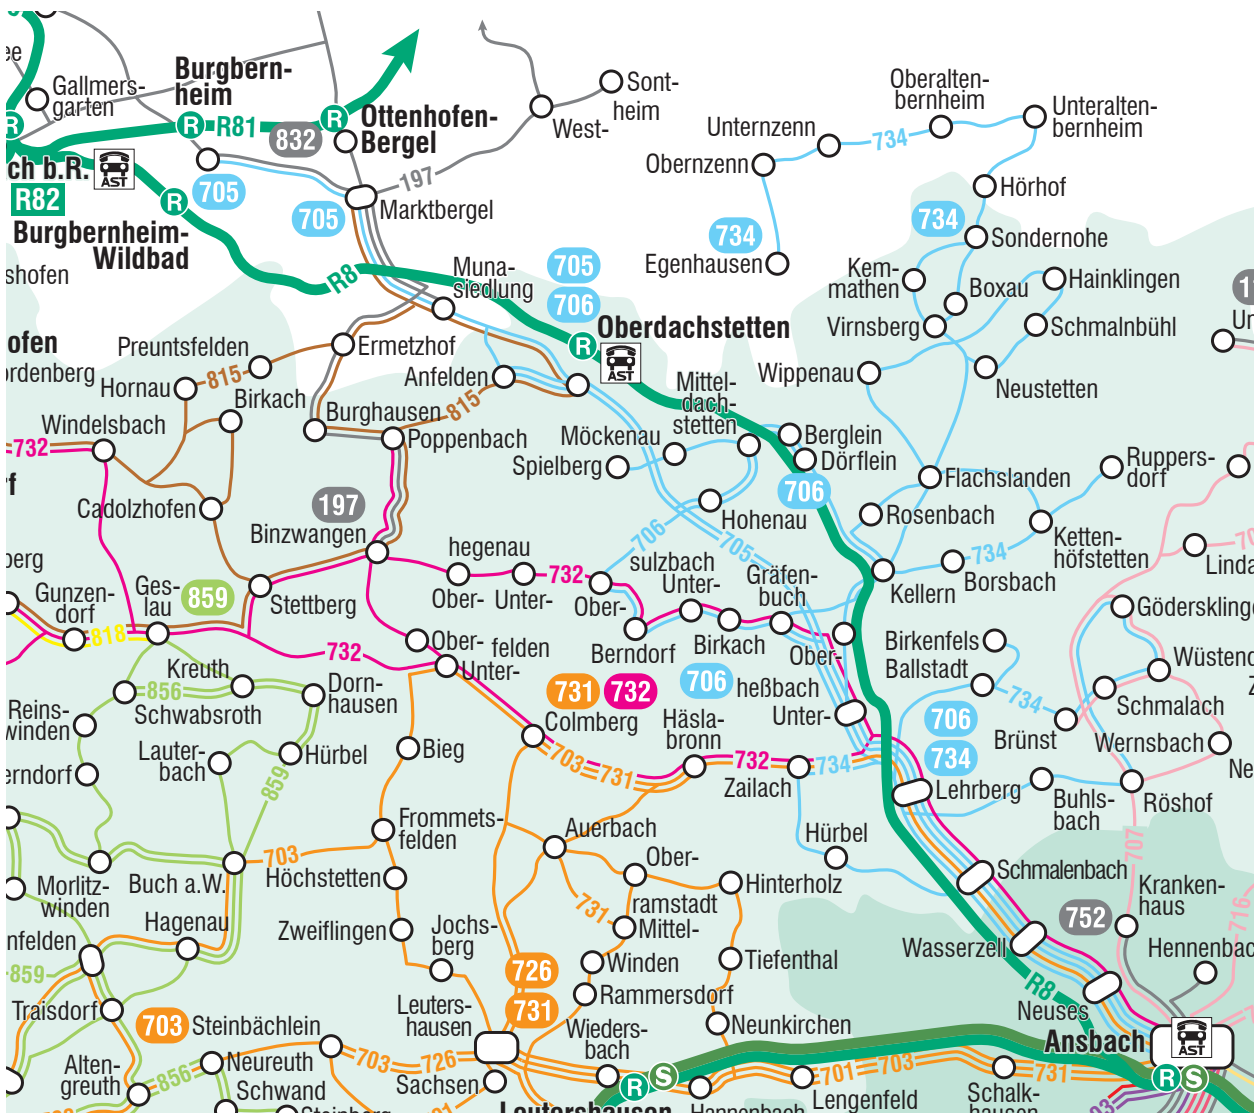 Gallmers-
garten
Burgbern-
heim
R
R
R
R81
832
Ottenhofen-
Bergel
West-
Sont-
heim
Oberalten-
bernheim
Unteralten-
bernheim
Unternzenn
734
Obernzenn
ch b.R.
AST
R82
R
705
705
197
Marktbergel
Burgbernheim-
Wildbad
R8
Hörhof
734
734
Sondernohe
Egenhausen
Muna-
siedlung
705
706
Kem-
mathen
Boxau
Hainklingen
Virnsberg
Schmalnbühl
R
Oberdachstetten
AST
Preuntsfelden
Ermetzhof
Hornau
815
Birkach
Anfelden
815
Mittel-
dach-
stetten
Wippenau
Neustetten
Windelsbach
732
Burghausen
Poppenbach
Möckenau
Spielberg
Berglein
Dörflein
706
Flachslanden
Ruppers-
dorf
Cadolzhofen
197
Binzwangen
706
Hohenau
705
Rosenbach
Ketten-
höfstetten
734
Borsbach
Kellern
hegenau
Ober-
Unter-
732
sulzbach
Unter-
Ober-
Gräfen-
buch
Gunzen-
dorf
818
Ges-
lau
859
Stettberg
732
Ober-
felden
Unter-
Berndorf
Birkach
706
Ober-
heßbach
Unter-
Birkenfels
Ballstadt
734
Brünst
Schmalach
Wernsbach
Kreuth
856
Schwabsroth
Dorn-
hausen
Reins-
winden
Lauter-
bach
Hürbel
859
Bieg
731
732
Colmberg
703
731
Häsla-
bronn
732
Zailach
734
706
734
Lehrberg
Buhls-
bach
Röshof
707
Frommets-
felden
703
Höchstetten
Auerbach
Ober-
ramstadt
Mittel-
731
Hinterholz
Hürbel
Schmalenbach
Morlitz-
winden
Buch a.W.
Hagenau
Zweiflingen
Jochs-
berg
Winden
Rammersdorf
Tiefenthal
Wasserzell
752
Kranken-
haus
716
Hennenbac
859
Traisdorf
703
Steinbächlein
Leuters-
hausen
726
731
Wieders-
bach
Neunkirchen
R8
Neuses
Ansbach
AST
R
S
Alten-
greuth
856
Neureuth
Schwand
703
726
Sachsen
R
S
701
703
Lengenfeld
Schalk-
731